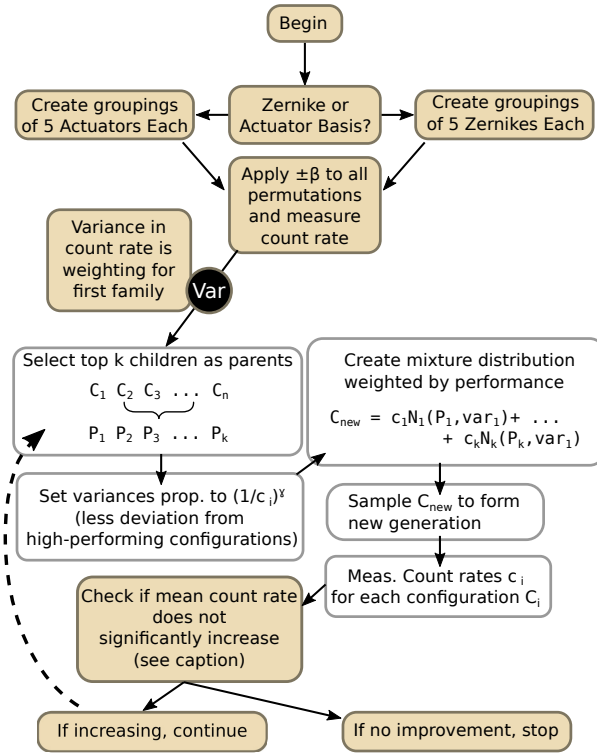 Begin
Zernike or
Actuator Basis?
Create groupings
of 5 Actuators Each
Create groupings
of 5 Zernikes Each
Apply ±β to all
permutations
and measure
count rate
Variance in
count rate is
weighting for
first family
Var
Select top k children as parents
C₁ C₂ C₃ ... Cₙ
P₁ P₂ P₃ ... Pₖ
Set variances prop. to (1/cᵢ)ˠ
(less deviation from
high-performing configurations)
Create mixture distribution
weighted by performance
Cₙₑw = c₁N₁(P₁,var₁)+ ...
+ cₖNₖ(Pₖ,var₁)
Sample Cₙₑw to form
new generation
Meas. Count rates cᵢ
for each configuration Cᵢ
Check if mean count rate
does not
significantly increase
(see caption)
If increasing, continue
If no improvement, stop